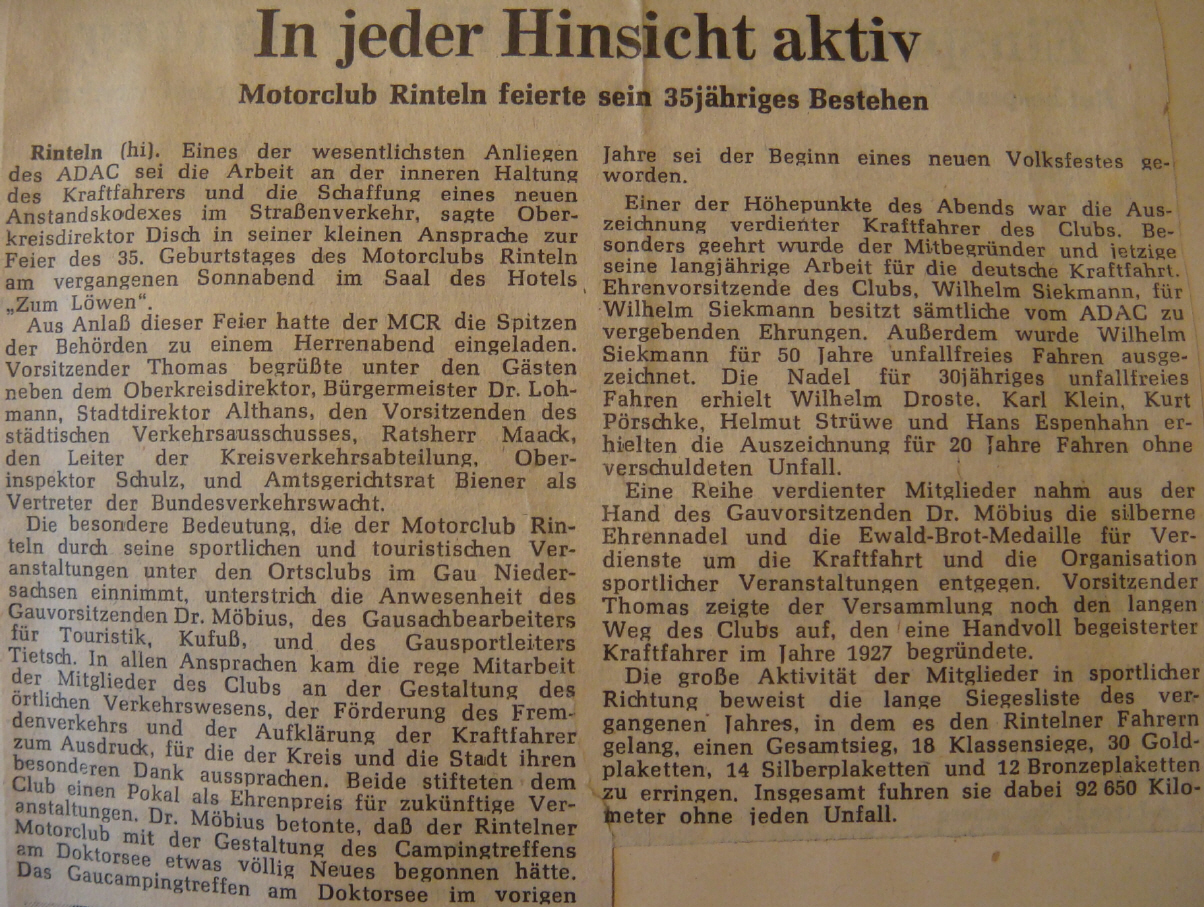 In jeder Hinsicht aktiv
Motorclub Rinteln feierte sein 35jähriges Bestehen
Rinteln (hi). Eines der wesentlichsten Anliegen
des ADAC sei die Arbeit an der inneren Haltung
des Kraftfahrers und die Schaffung eines neuen
Anstandskodexes im Straßenverkehr, sagte Ober-
kreisdirektor Disch in seiner kleinen Ansprache zur
Feier des 35. Geburtstages des Motorclubs Rinteln
am vergangenen Sonnabend im Saal des Hotels
„Zum Löwen“.
Aus Anlaß dieser Feier hatte der MCR die Spitzen
der Behörden zu einem Herrenabend eingeladen.
Vorsitzender Thomas begrüßte unter den Gästen
neben dem Oberkreisdirektor, Bürgermeister Dr. Loh-
mann, Stadtdirektor Althans, den Vorsitzenden des
städtischen Verkehrsausschusses, Ratsherr Maack,
den Leiter der Kreisverkehrsabteilung, Ober-
inspektor Schulz, und Amtsgerichtsrat Biener als
Vertreter der Bundesverkehrswacht.
Die besondere Bedeutung, die der Motorclub Rin-
teln durch seine sportlichen und touristischen Ver-
anstaltungen unter den Ortsclubs im Gau Nieder-
sachsen einnimmt, unterstrich die Anwesenheit des
Gauvorsitzenden Dr. Möbius, des Gausachbearbeiters
für Touristik, Kufuß, und des Gausportleiters
Tietsch. In allen Ansprachen kam die rege Mitarbeit
der Mitglieder des Clubs an der Gestaltung des
örtlichen Verkehrswesens, der Förderung des Frem-
denverkehrs und der Aufklärung der Kraftfahrer
zum Ausdruck, für die der Kreis und die Stadt ihren
besonderen Dank aussprachen. Beide stifteten dem
Club einen Pokal als Ehrenpreis für zukünftige Ver-
anstaltungen. Dr. Möbius betonte, daß der Rintelner
Motorclub mit der Gestaltung des Campingtreffens
am Doktorsee etwas völlig Neues begonnen hätte.
Das Gaucampingtreffen am Doktorsee im vorigen
Jahre sei der Beginn eines neuen Volksfestes ge-
worden.
Einer der Höhepunkte des Abends war die Aus-
zeichnung verdienter Kraftfahrer des Clubs. Be-
sonders geehrt wurde der Mitbegründer und jetzige
seine langjährige Arbeit für die deutsche Kraftfahrt.
Ehrenvorsitzende des Clubs, Wilhelm Siekmann, für
Wilhelm Siekmann besitzt sämtliche vom ADAC zu
vergebenden Ehrungen. Außerdem wurde Wilhelm
Siekmann für 50 Jahre unfallfreies Fahren ausge-
zeichnet. Die Nadel für 30jähriges unfallfreies
Fahren erhielt Wilhelm Droste. Karl Klein, Kurt
Pörschke, Helmut Strüwe und Hans Espenhahn er-
hielten die Auszeichnung für 20 Jahre Fahren ohne
verschuldeten Unfall.
Eine Reihe verdienter Mitglieder nahm aus der
Hand des Gauvorsitzenden Dr. Möbius die silberne
Ehrennadel und die Ewald-Brot-Medaille für Ver-
dienste um die Kraftfahrt und die Organisation
sportlicher Veranstaltungen entgegen. Vorsitzender
Thomas zeigte der Versammlung noch den langen
Weg des Clubs auf, den eine Handvoll begeisterter
Kraftfahrer im Jahre 1927 begründete.
Die große Aktivität der Mitglieder in sportlicher
Richtung beweist die lange Siegesliste des ver-
gangenen Jahres, in dem es den Rintelner Fahrern
gelang, einen Gesamtsieg, 18 Klassensiege, 30 Gold-
plaketten, 14 Silberplaketten und 12 Bronzeplaketten
zu erringen. Insgesamt fuhren sie dabei 92 650 Kilo-
meter ohne jeden Unfall.